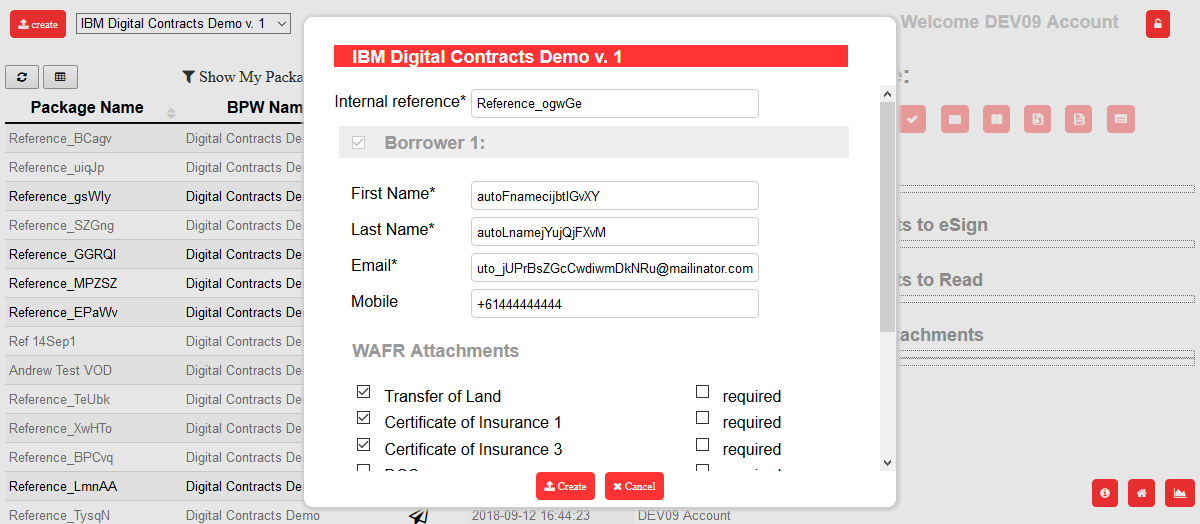 create
IBM Digital Contracts Demo v. 1
Welcome DEV09 Account
Show My Packa
Package Name
BPW Nam
Reference_BCagv
Digital Contracts De
Reference_uiqJp
Digital Contracts De
Reference_gsWly
Digital Contracts De
Reference_SZGng
Digital Contracts De
Reference_GGRQl
Digital Contracts De
Reference_MPZSZ
Digital Contracts De
Reference_EPaWv
Digital Contracts De
Ref 14Sep1
Digital Contracts De
Andrew Test VOD
Digital Contracts De
Reference_TeUbk
Digital Contracts De
Reference_XwHTo
Digital Contracts De
Reference_BPCvq
Digital Contracts De
Reference_LmnAA
Digital Contracts De
Reference_TysqN
Digital Contracts Demo
2018-09-12 16:44:23
DEV09 Account
IBM Digital Contracts Demo v. 1
Internal reference*
Reference_ogwGe
Borrower 1:
First Name*
autoFnamecijbtlGvXY
Last Name*
autoLnamejYujQjFXvM
Email*
uto_jUPrBsZGcCwdiwmDkNRu@mailinator.com
Mobile
+61444444444
WAFR Attachments
Transfer of Land
required
Certificate of Insurance 1
required
Certificate of Insurance 3
required
Create
Cancel
e:
ts to eSign
ts to Read
tachments